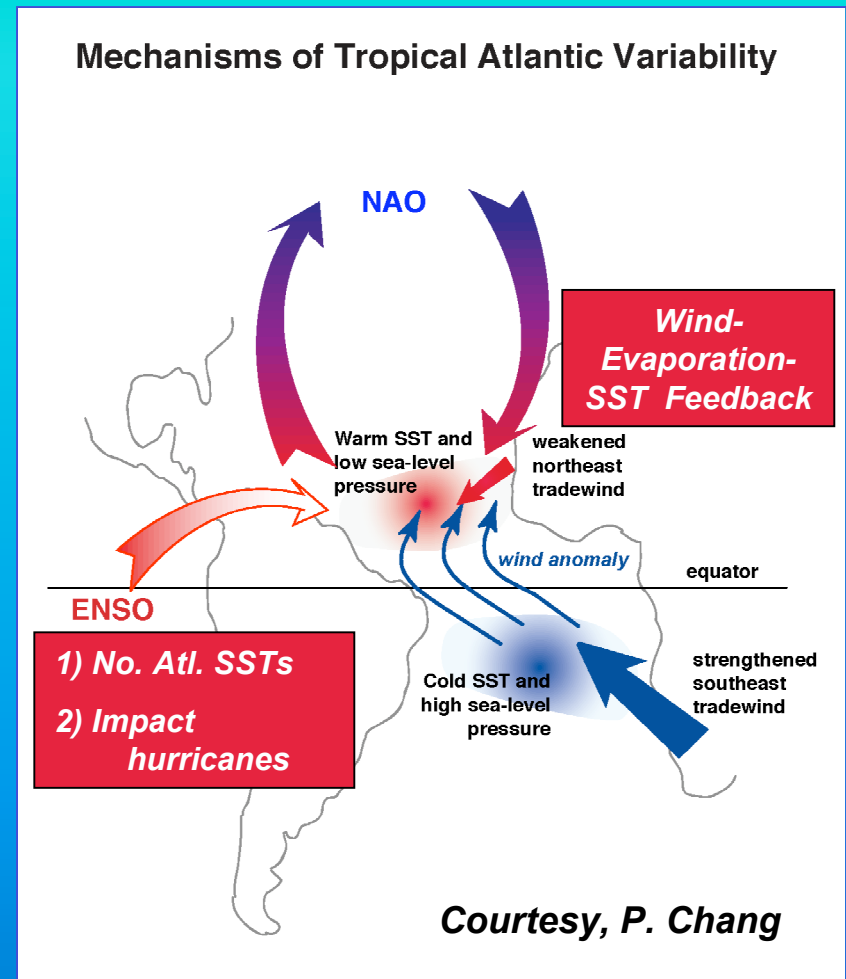 Mechanisms of Tropical Atlantic Variability
NAO
Wind-
Evaporation-
SST Feedback
Warm SST and
low sea-level
pressure
weakened
northeast
tradewind
wind anomaly
equator
ENSO
1) No. Atl. SSTs
2) Impact
hurricanes
Cold SST and
high sea-level
pressure
strengthened
southeast
tradewind
Courtesy, P. Chang